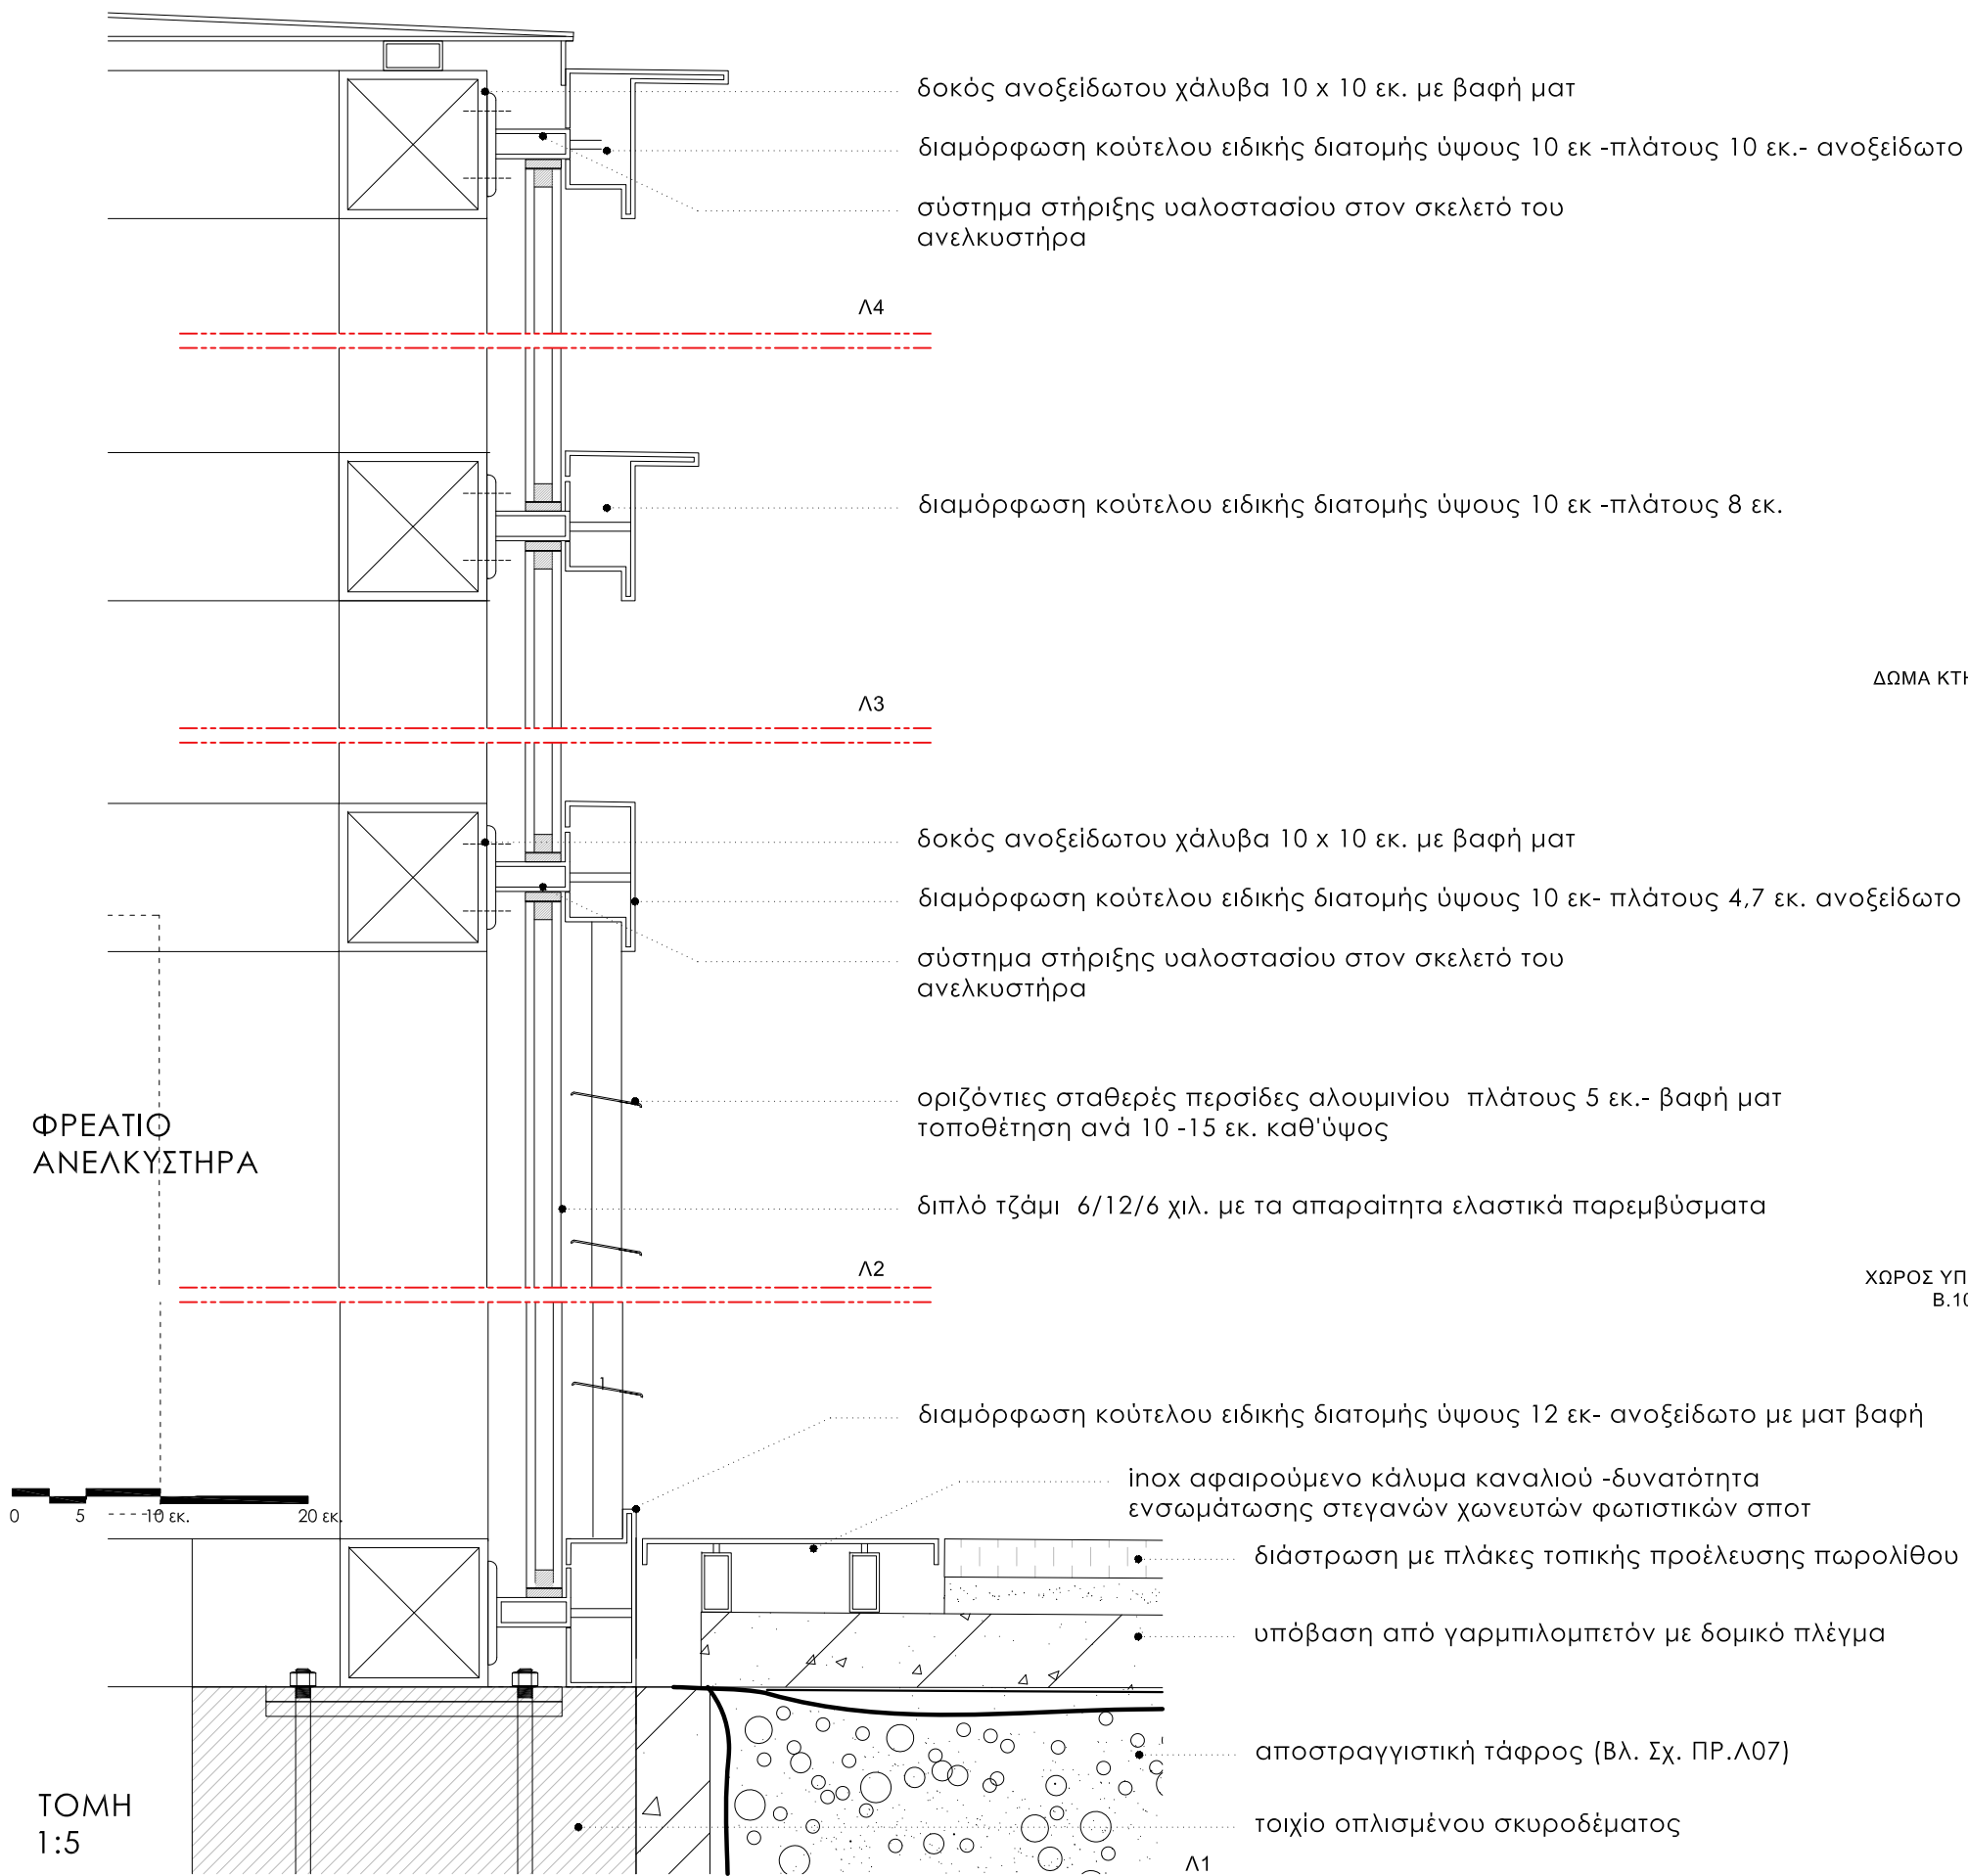 δοκός ανοξείδωτου χάλυβα 10 x 10 εκ. με βαφή ματ
διαμόρφωση κούτελου ειδικής διατομής ύψους 10 εκ -πλάτους 10 εκ.- ανοξείδωτο
σύστημα στήριξης υαλοστασίου στον σκελετό του
ανελκυστήρα
Λ4
διαμόρφωση κούτελου ειδικής διατομής ύψους 10 εκ -πλάτους 8 εκ.
ΔΩΜΑ
Λ3
δοκός ανοξείδωτου χάλυβα 10 x 10 εκ. με βαφή ματ
διαμόρφωση κούτελου ειδικής διατομής ύψους 10 εκ- πλάτους 4,7 εκ. ανοξείδωτο
σύστημα στήριξης υαλοστασίου στον σκελετό του
ανελκυστήρα
οριζόντιες σταθερές περσίδες αλουμινίου πλάτους 5 εκ.- βαφή ματ
τοποθέτηση ανά 10 -15 εκ. καθ'ύψος
ΦΡΕΑΤΙΟ
ΑΝΕΛΚΥΣΤΗΡΑ
διπλό τζάμι 6/12/6 χιλ. με τα απαραίτητα ελαστικά παρεμβύσματα
Λ2
ΧΩΡΟΣ
Β.10
1
διαμόρφωση κούτελου ειδικής διατομής ύψους 12 εκ- ανοξείδωτο με ματ βαφή
inox αφαιρούμενο κάλυμα καναλιού -δυνατότητα
ενσωμάτωσης στεγανών χωνευτών φωτιστικών σποτ
0 5 10 εκ. 20 εκ.
διάστρωση με πλάκες τοπικής προέλευσης πωρολίθου
υπόβαση από γαρμπιλομπετόν με δομικό πλέγμα
αποστραγγιστική τάφρος (Βλ. Σχ. ΠΡ.Λ07)
τοιχίο οπλισμένου σκυροδέματος
ΤΟΜΗ
1:5
Λ1